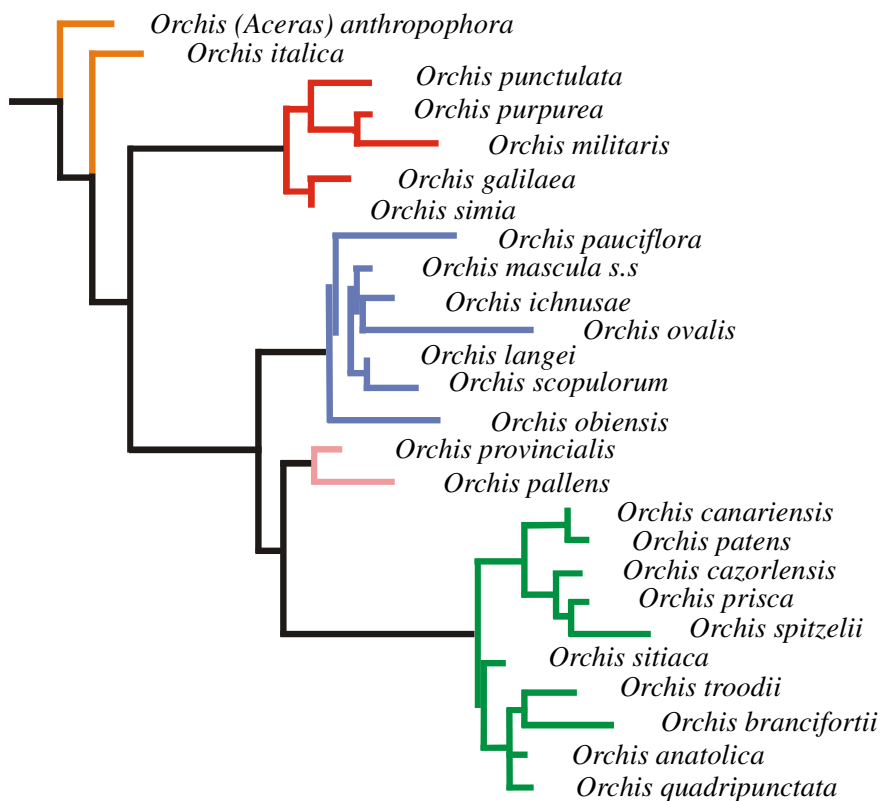 Orchis (Aceras) anthropophora
Orchis italica
Orchis punctulata
Orchis purpurea
Orchis militaris
Orchis galilaea
Orchis simia
Orchis pauciflora
Orchis mascula s.s
Orchis ichnusae
Orchis ovalis
Orchis langei
Orchis scopulorum
Orchis obiensis
Orchis provincialis
Orchis pallens
Orchis canariensis
Orchis patens
Orchis cazorlensis
Orchis prisca
Orchis spitzelii
Orchis sitiaca
Orchis troodii
Orchis brancifortii
Orchis anatolica
Orchis quadripunctata